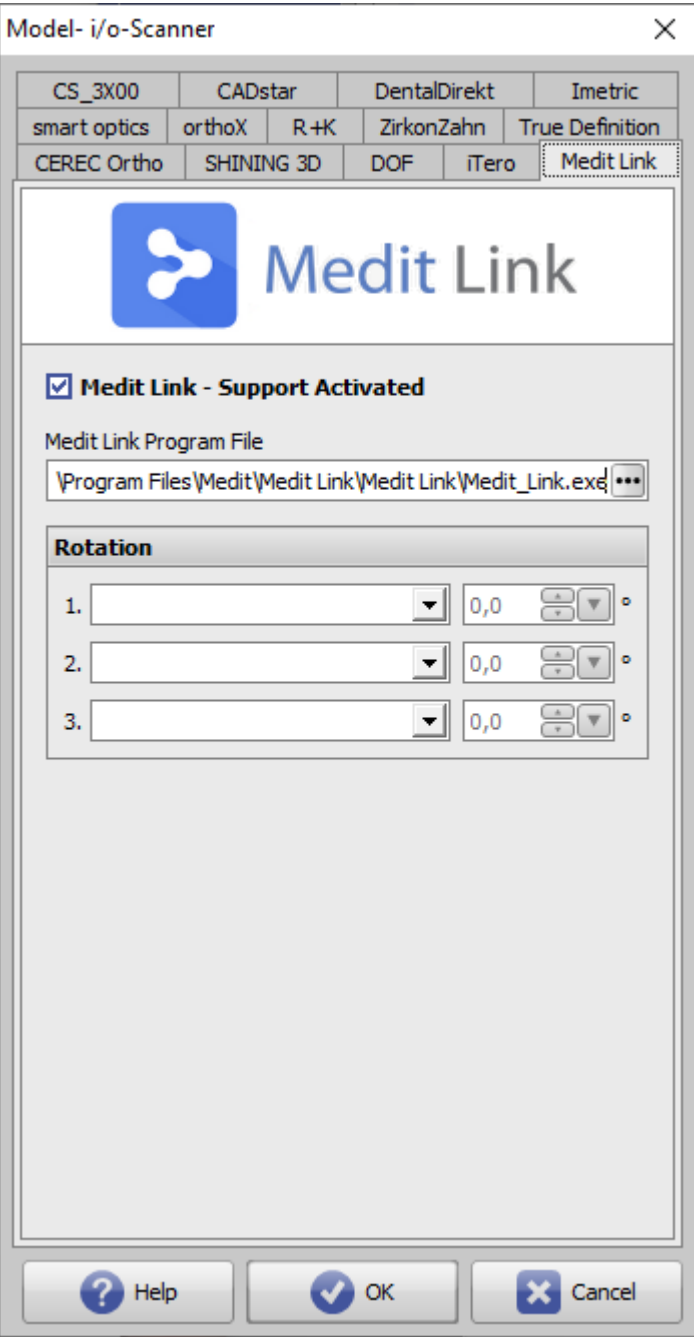 Model- i/o-Scanner
CS_3X00 CADstar DentalDirekt Imetric
smart optics orthoX R+K ZirkonZahn True Definition
CEREC Ortho SHINING 3D DOF iTero Medit Link
Medit Link
Medit Link - Support Activated
Medit Link Program File
\Program Files\Medit\Medit Link\Medit Link\Medit_Link.exe
Rotation
1. 0,0 °
2. 0,0 °
3. 0,0 °
Help OK Cancel